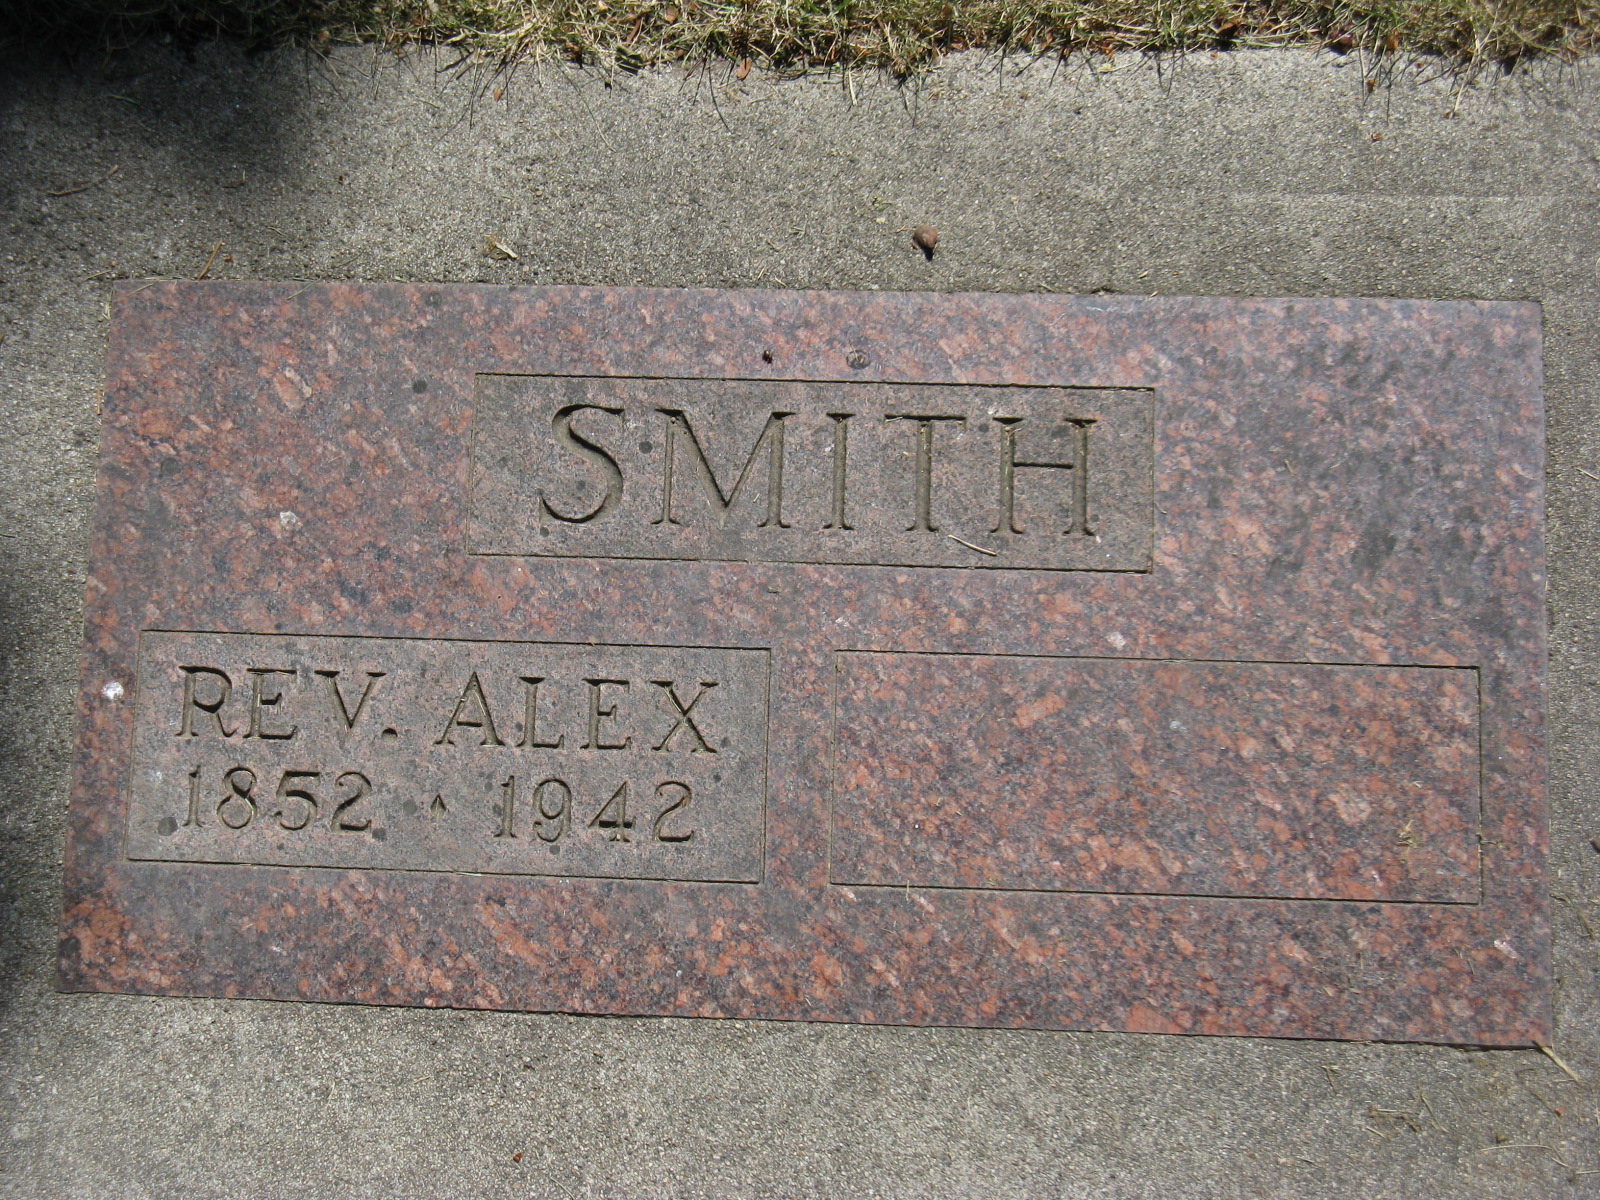 SMITH
REV. ALEX
1852 ♦ 1942